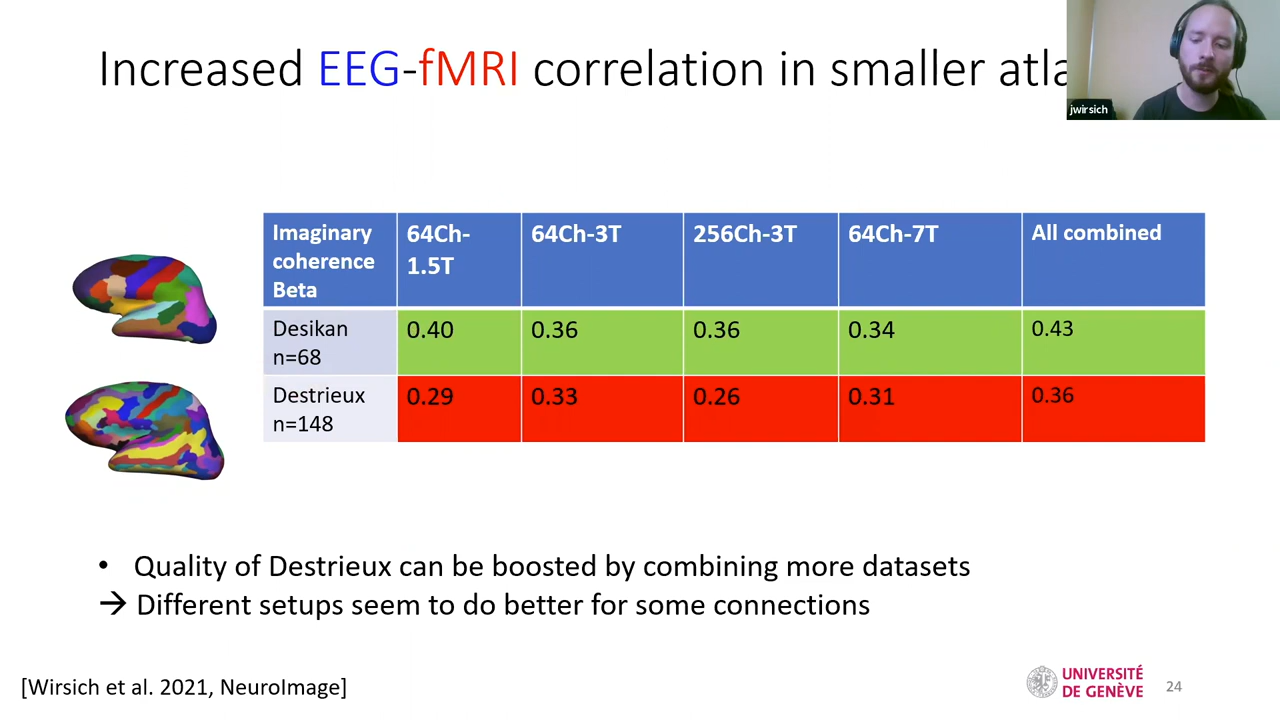 Increased EEG-fMRI correlation in smaller
jwirsich
Imaginary coherence Beta
64Ch-1.5T
64Ch-3T
256Ch-3T
64Ch-7T
All combined
Desikan n=68
0.40
0.36
0.36
0.34
0.43
Destrieux n=148
0.29
0.33
0.26
0.31
0.36
• Quality of Destrieux can be boosted by combining more datasets
→ Different setups seem to do better for some connections
[Wirsich et al. 2021, NeuroImage]
UNIVERSITÉ
DE GENÈVE
24